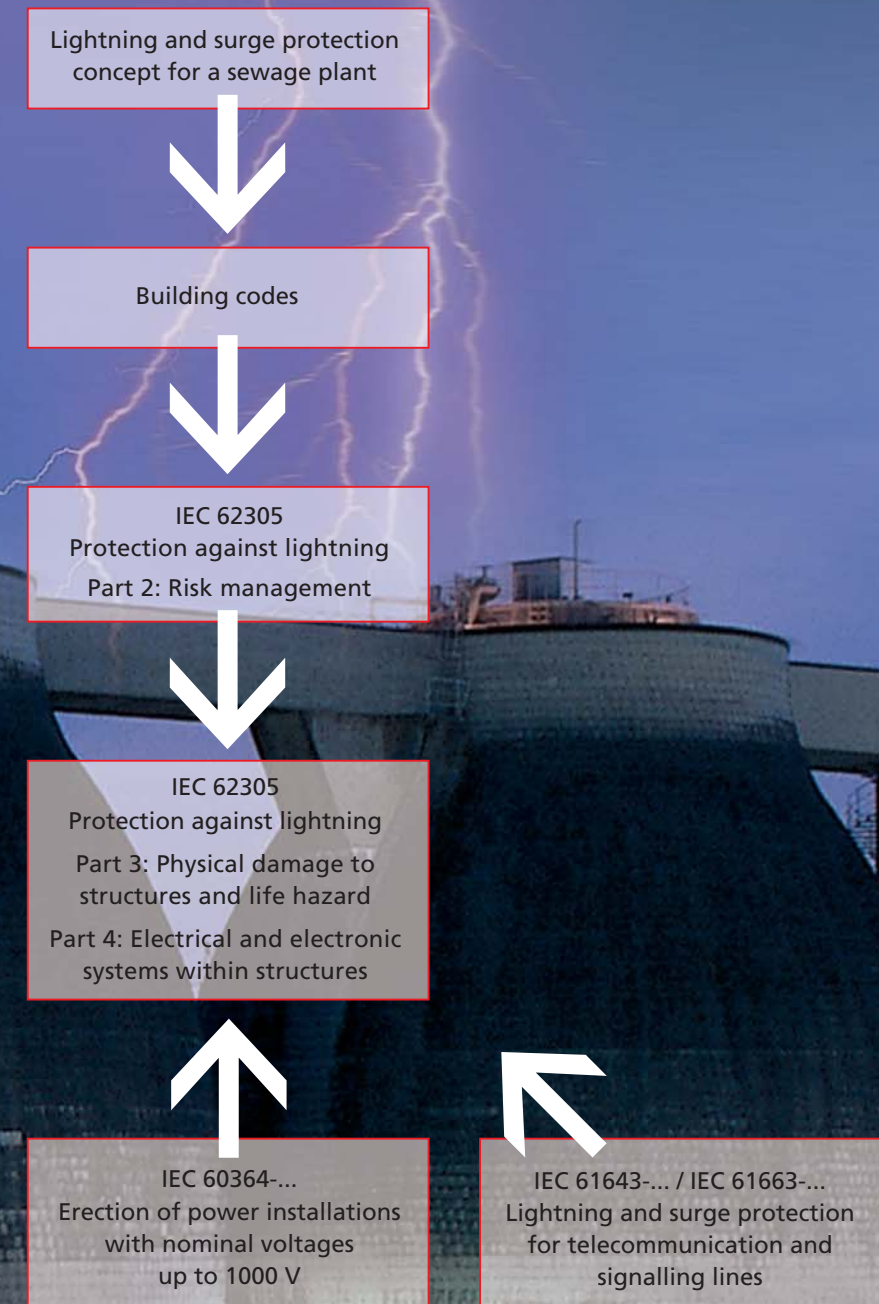 Lightning and surge protection
concept for a sewage plant
Building codes
IEC 62305
Protection against lightning
Part 2: Risk management
IEC 62305
Protection against lightning
Part 3: Physical damage to
structures and life hazard
Part 4: Electrical and electronic
systems within structures
IEC 60364-...
Erection of power installations
with nominal voltages
up to 1000 V
IEC 61643-... / IEC 61663-...
Lightning and surge protection
for telecommunication and
signalling lines